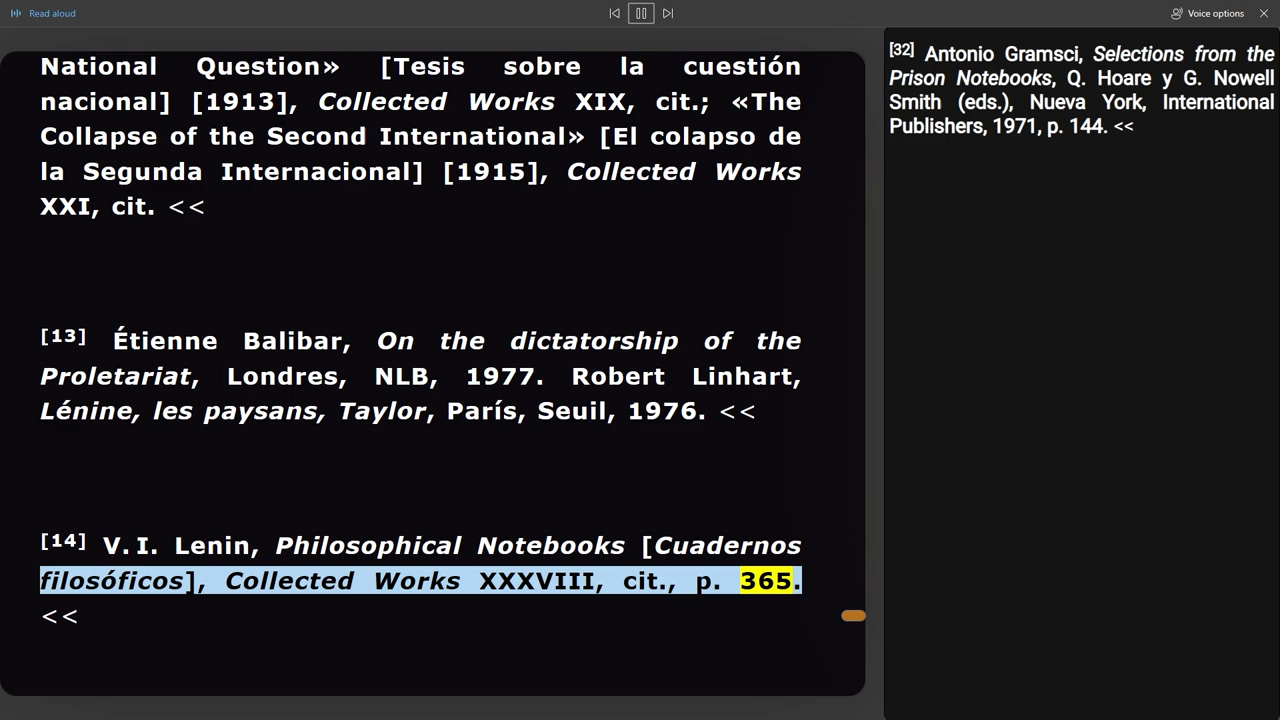 Read aloud
Voice options
National Question» [Tesis sobre la cuestión
nacional] [1913], Collected Works XIX, cit.; «The
Collapse of the Second International» [El colapso de
la Segunda Internacional] [1915], Collected Works
XXI, cit. <<
[13] Étienne Balibar, On the dictatorship of the
Proletariat, Londres, NLB, 1977. Robert Linhart,
Lénine, les paysans, Taylor, París, Seuil, 1976. <<
[14] V. I. Lenin, Philosophical Notebooks [Cuadernos
filosóficos], Collected Works XXXVIII, cit., p. 365.
<<
[32] Antonio Gramsci, Selections from the
Prison Notebooks, Q. Hoare y G. Nowell
Smith (eds.), Nueva York, International
Publishers, 1971, p. 144. <<